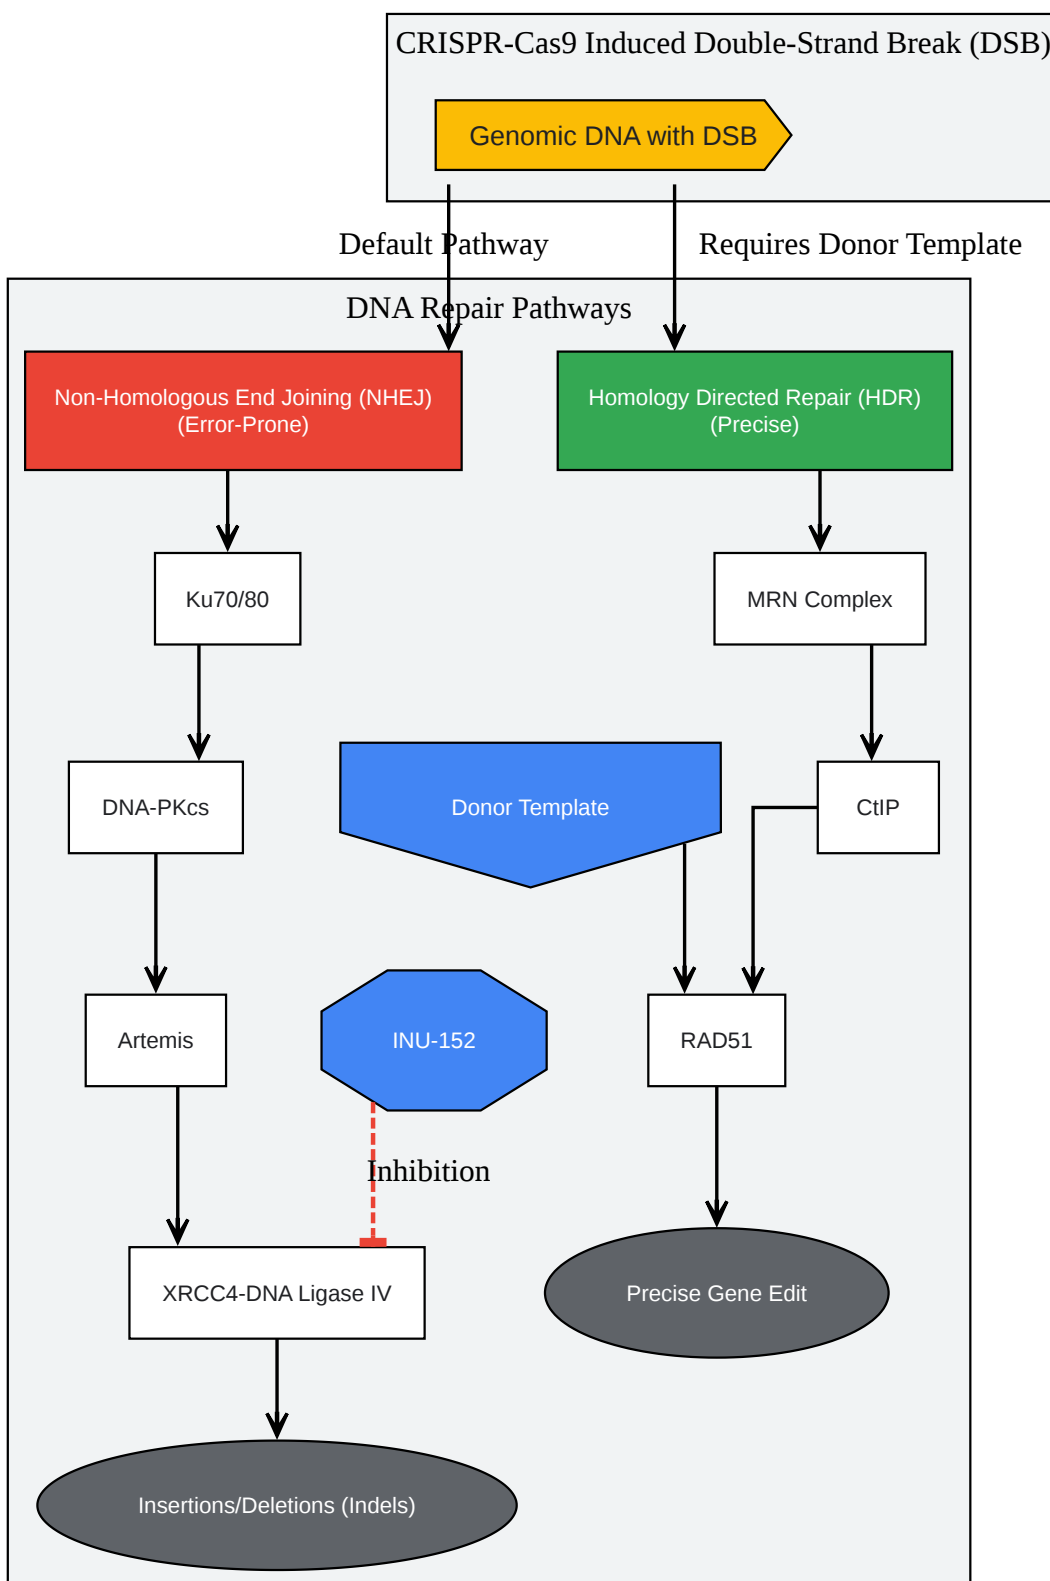 CRISPR-Cas9 Induced Double-Strand Break (DSB)
Genomic DNA with DSB
Default Pathway
Requires Donor Template
DNA Repair Pathways
Non-Homologous End Joining (NHEJ)
(Error-Prone)
Homology Directed Repair (HDR)
(Precise)
Ku70/80
MRN Complex
DNA-PKcs
Donor Template
CtIP
Artemis
INU-152
RAD51
Inhibition
XRCC4-DNA Ligase IV
Precise Gene Edit
Insertions/Deletions (Indels)